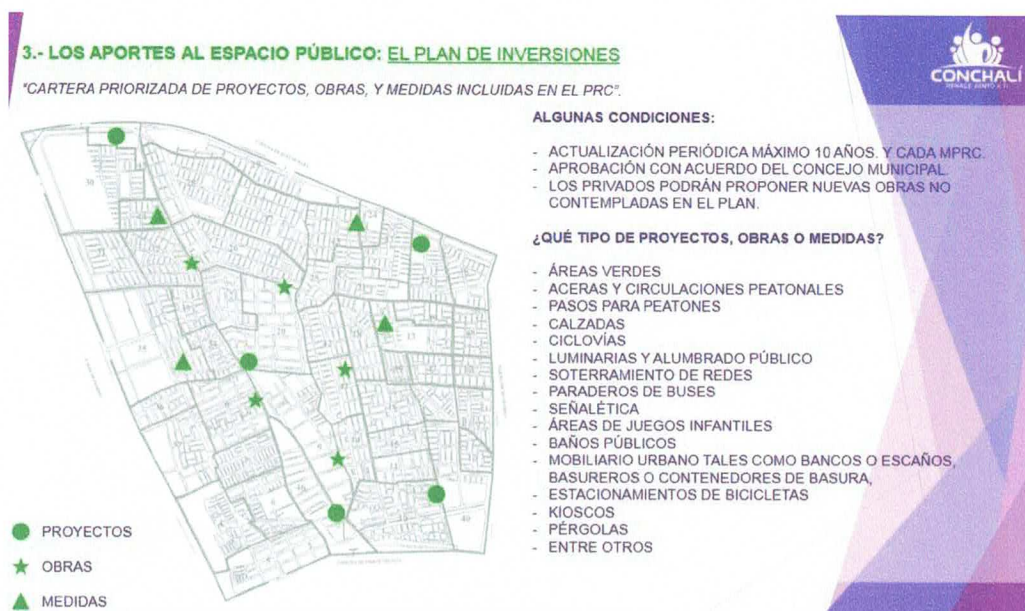 3.- LOS APORTES AL ESPACIO PÚBLICO: EL PLAN DE INVERSIONES
"CARTERA PRIORIZADA DE PROYECTOS, OBRAS, Y MEDIDAS INCLUIDAS EN EL PRC".
CONCHALÍ
ALGUNAS CONDICIONES:
- ACTUALIZACIÓN PERIÓDICA MÁXIMO 10 AÑOS. Y CADA MPRC.
- APROBACIÓN CON ACUERDO DEL CONCEJO MUNICIPAL.
- LOS PRIVADOS PODRÁN PROPONER NUEVAS OBRAS NO
CONTEMPLADAS EN EL PLAN.
¿QUÉ TIPO DE PROYECTOS, OBRAS O MEDIDAS?
- ÁREAS VERDES
- ACERAS Y CIRCULACIONES PEATONALES
- PASOS PARA PEATONES
- CALZADAS
- CICLOVÍAS
- LUMINARIAS Y ALUMBRADO PÚBLICO
- SOTERRAMIENTO DE REDES
- PARADEROS DE BUSES
- SEÑALÉTICA
- ÁREAS DE JUEGOS INFANTILES
- BAÑOS PÚBLICOS
- MOBILIARIO URBANO TALES COMO BANCOS O ESCAÑOS,
BASUREROS O CONTENEDORES DE BASURA,
- ESTACIONAMIENTOS DE BICICLETAS
- KIOSCOS
- PÉRGOLAS
- ENTRE OTROS
PROYECTOS
OBRAS
MEDIDAS